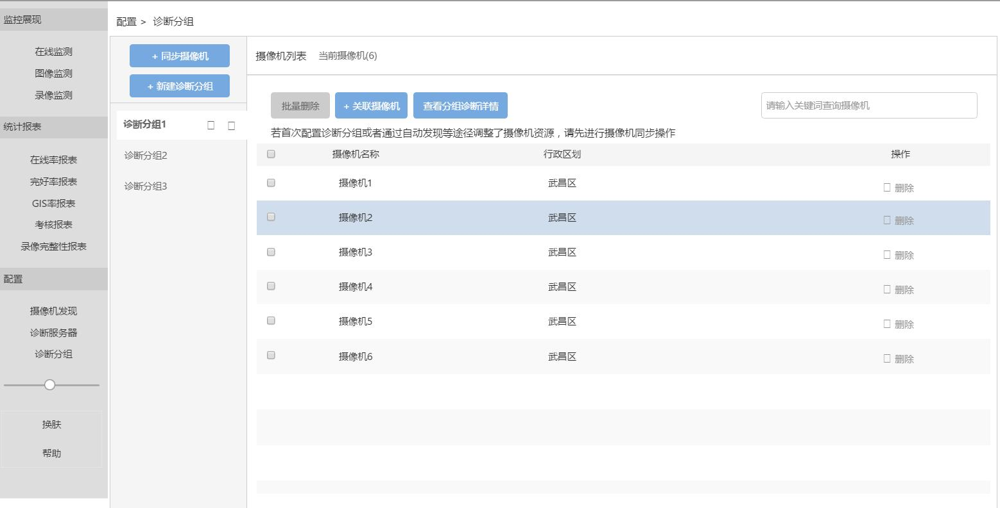 监控展现
在线监测
图像监测
录像监测
统计报表
在线率报表
完好率报表
GIS率报表
考核报表
录像完整性报表
配置
摄像机发现
诊断服务器
诊断分组
换肤
帮助
配置 > 诊断分组
+ 同步摄像机
+ 新建诊断分组
诊断分组1
诊断分组2
诊断分组3
摄像机列表 当前摄像机(6)
批量删除 + 关联摄像机 查看分组诊断详情 请输入关键词查询摄像机
若首次配置诊断分组或者通过自动发现等途径调整了摄像机资源，请先进行摄像机同步操作
摄像机名称 行政区划 操作
摄像机1 武昌区 删除
摄像机2 武昌区 删除
摄像机3 武昌区 删除
摄像机4 武昌区 删除
摄像机5 武昌区 删除
摄像机6 武昌区 删除